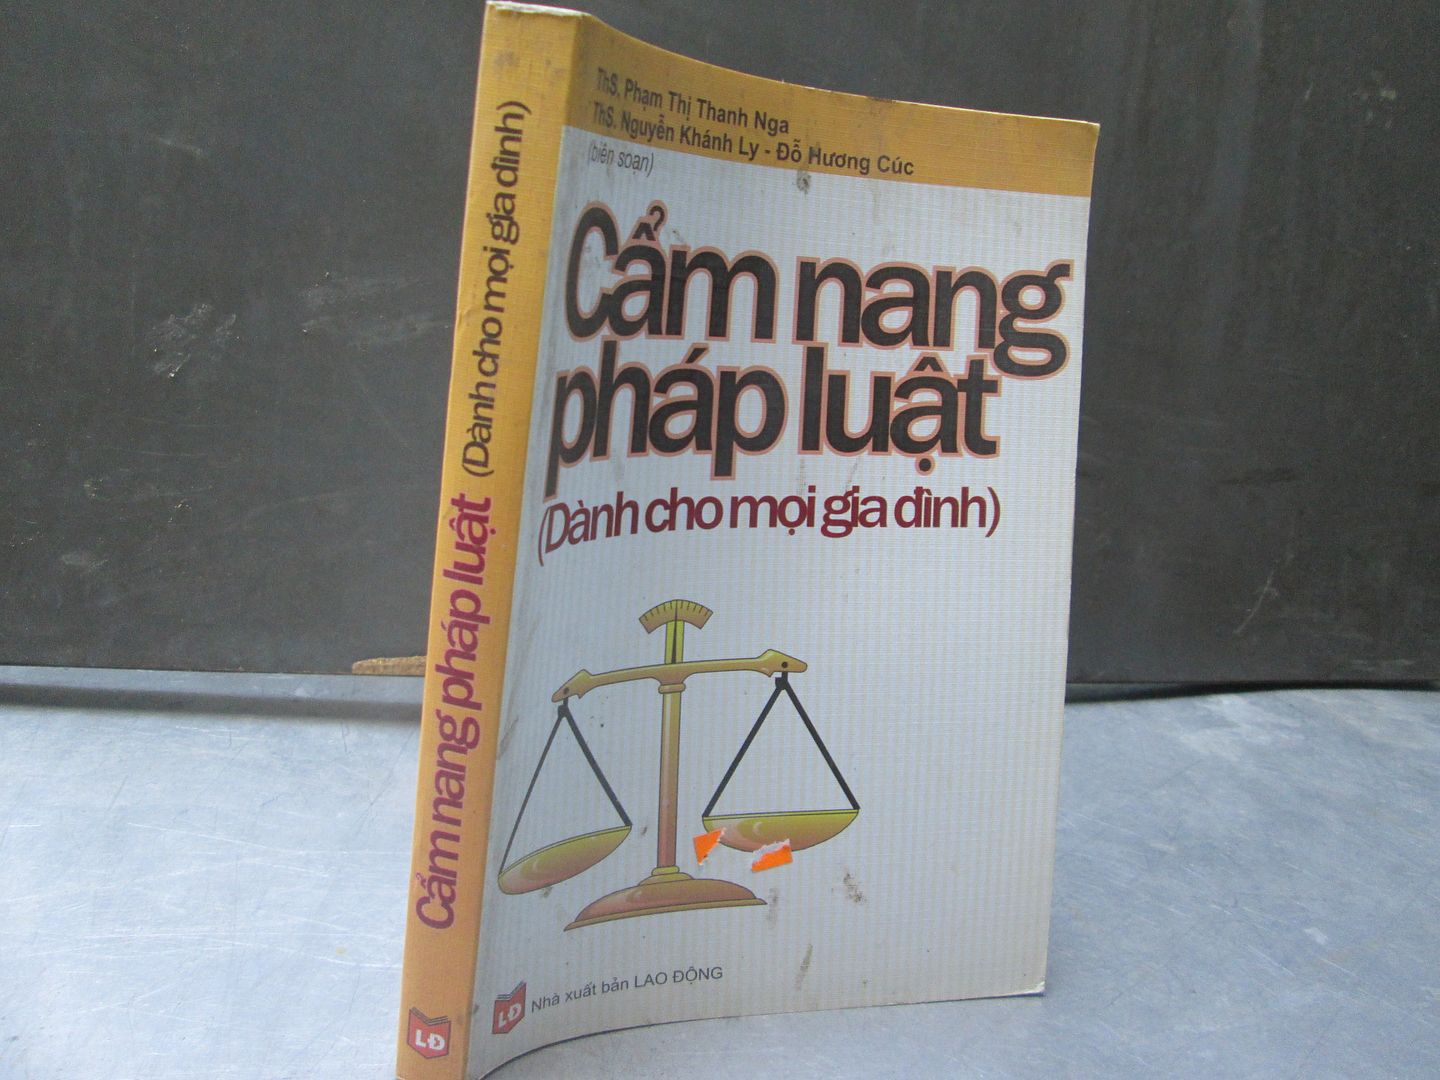 ThS. Phạm Thị Thanh Nga
ThS. Nguyễn Khánh Ly - Đỗ Hương Cúc
(biên soạn)
Cẩm nang
pháp luật
(Dành cho mọi gia đình)
LĐ Nhà xuất bản LAO ĐỘNG
Cẩm nang pháp luật (Dành cho mọi gia đình)
LĐ